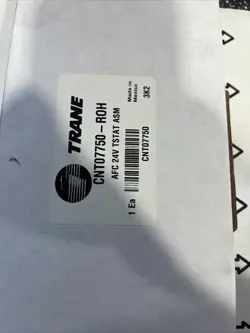 TRANE
CNT07750-ROH
AFC 24V TSTAT ASM
1 Ea
CNT07750
Made in
Mexico
3K2